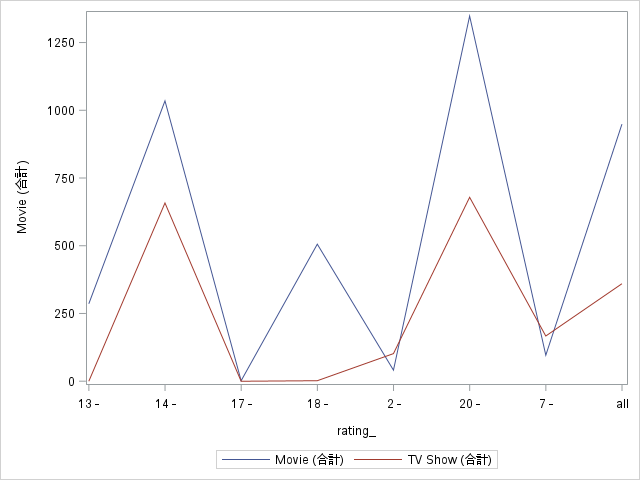 1250
1000
750
500
250
0
Movie (合計)
13 -
14 -
17 -
18 -
2 -
20 -
7 -
all
rating_
Movie (合計)
TV Show (合計)